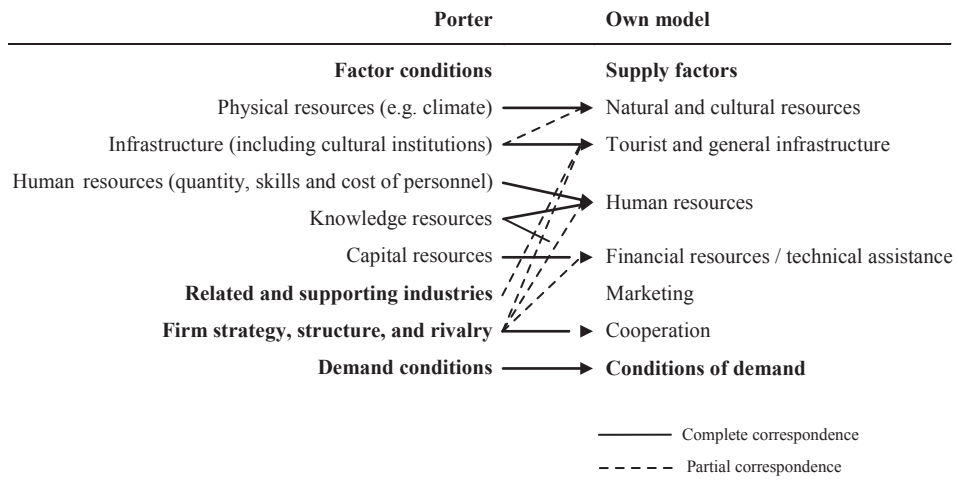 Porter Own model
Factor conditions Supply factors
Physical resources (e.g. climate) Natural and cultural resources
Infrastructure (including cultural institutions) Tourist and general infrastructure
Human resources (quantity, skills and cost of personnel)
Human resources
Knowledge resources
Capital resources Financial resources / technical assistance
Related and supporting industries Marketing
Firm strategy, structure, and rivalry Cooperation
Demand conditions Conditions of demand
Complete correspondence
Partial correspondence